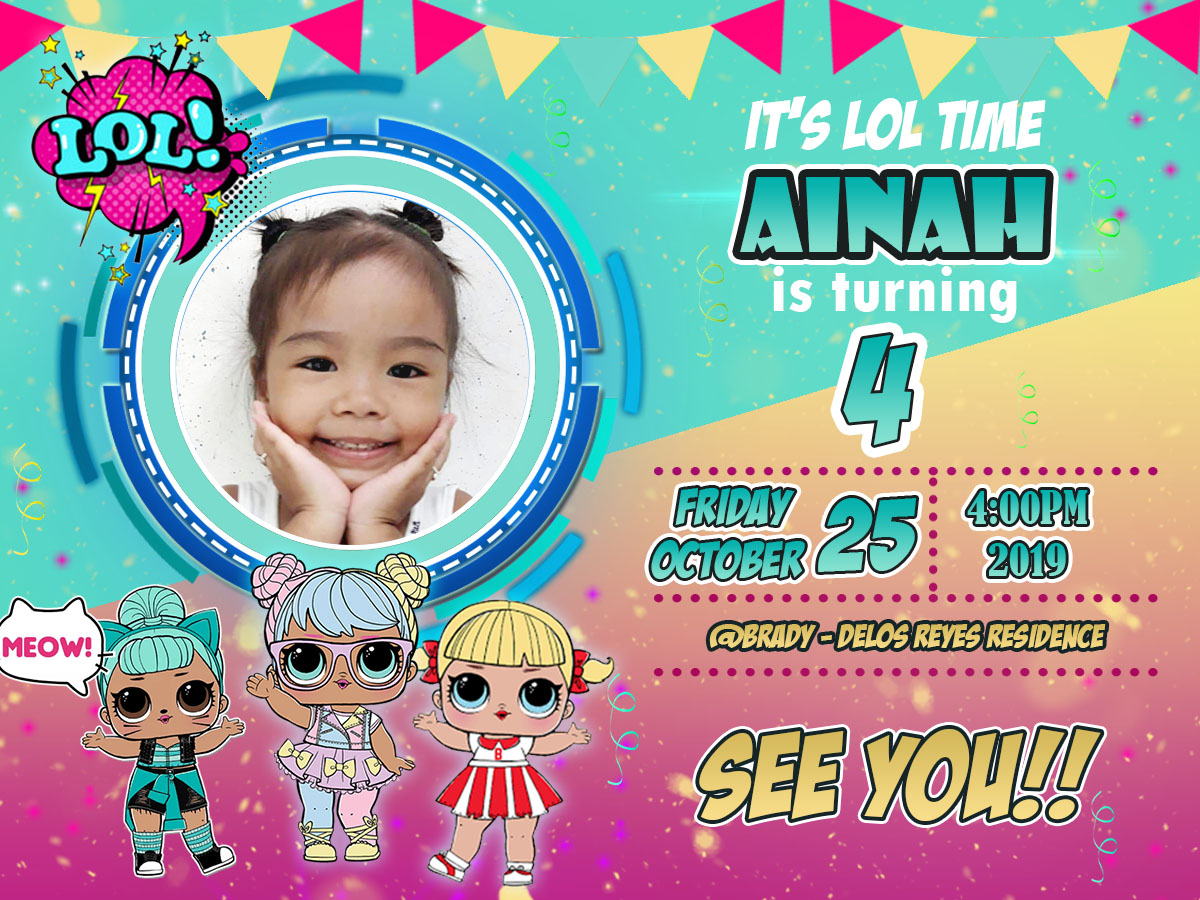 LOL!
IT'S LOL TIME
AINAH
is turning
4
FRIDAY
OCTOBER 25
4:00PM
2019
@BRADY - DELOS REYES RESIDENCE
MEOW!
SEE YOU!!